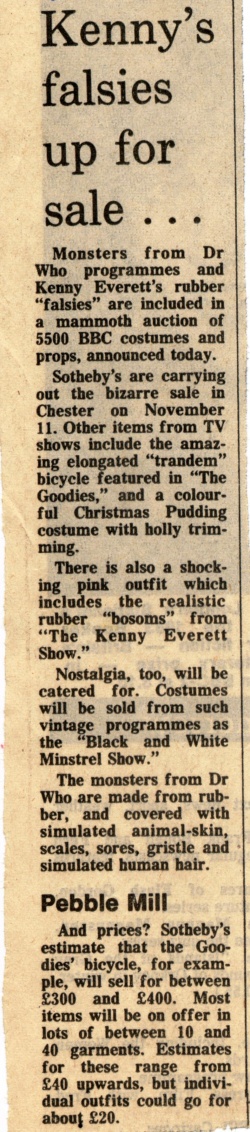 Kenny's
falsies
up for
sale ...
Monsters from Dr
Who programmes and
Kenny Everett's rubber
"falsies" are included in
a mammoth auction of
5500 BBC costumes and
props, announced today.
Sotheby's are carrying
out the bizarre sale in
Chester on November
11. Other items from TV
shows include the amaz-
ing elongated "trandem"
bicycle featured in "The
Goodies," and a colour-
ful Christmas Pudding
costume with holly trim-
ming.
There is also a shock-
ing pink outfit which
includes the realistic
rubber "bosoms" from
"The Kenny Everett
Show."
Nostalgia, too, will be
catered for. Costumes
will be sold from such
vintage programmes as
the "Black and White
Minstrel Show."
The monsters from Dr
Who are made from rub-
ber, and covered with
simulated animal-skin,
scales, sores, gristle and
simulated human hair.
Pebble Mill
And prices? Sotheby's
estimate that the Goo-
dies' bicycle, for exam-
ple, will sell for between
£300 and £400. Most
items will be on offer in
lots of between 10 and
40 garments. Estimates
for these range from
£40 upwards, but indivi-
dual outfits could go for
about £20.